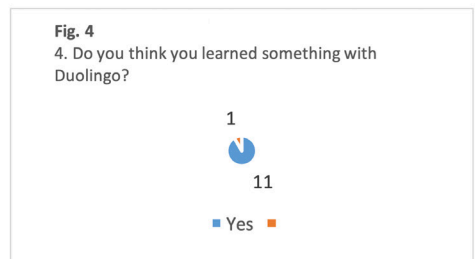 Fig. 4
4. Do you think you learned something with
Duolingo?
1
11
Yes